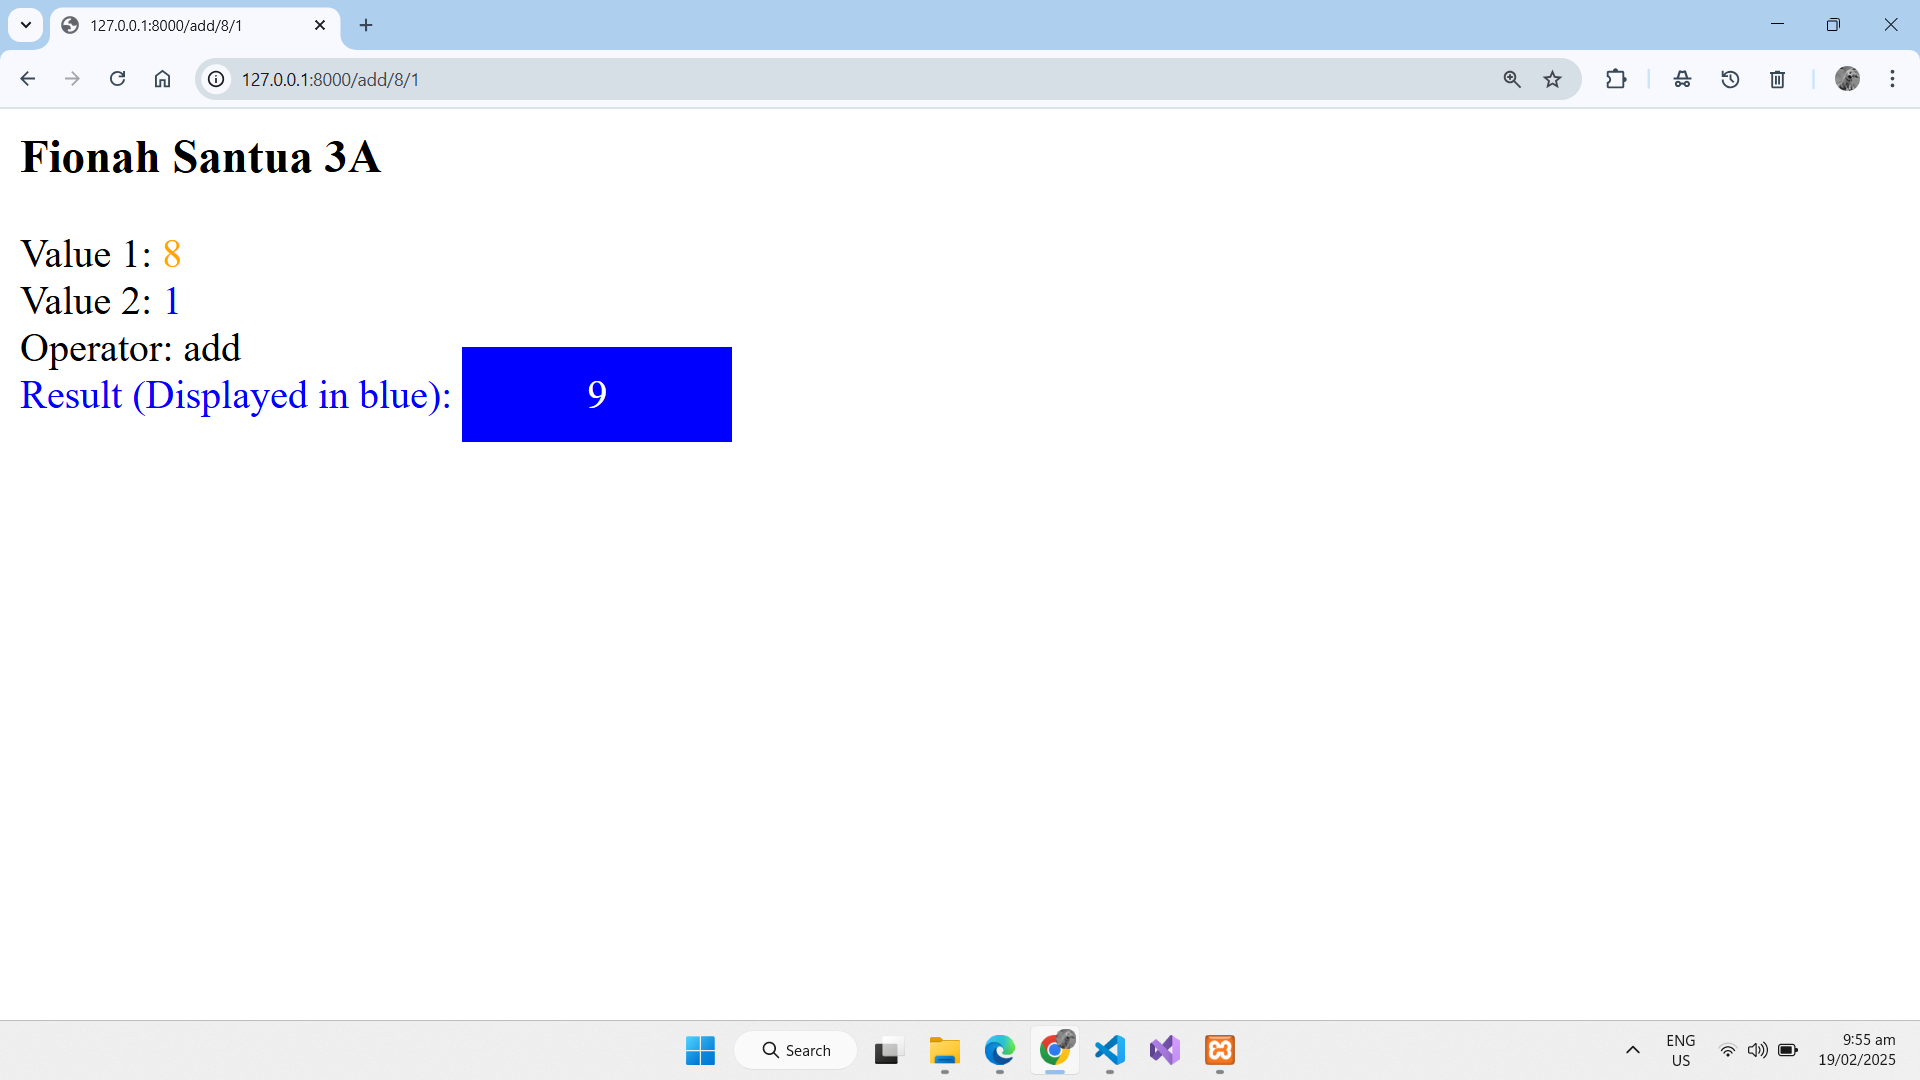 127.0.0.1:8000/add/8/1
127.0.0.1:8000/add/8/1
Fionah Santua 3A
Value 1: 8
Value 2: 1
Operator: add
Result (Displayed in blue): 9
Search
ENG
US
9:55 am
19/02/2025